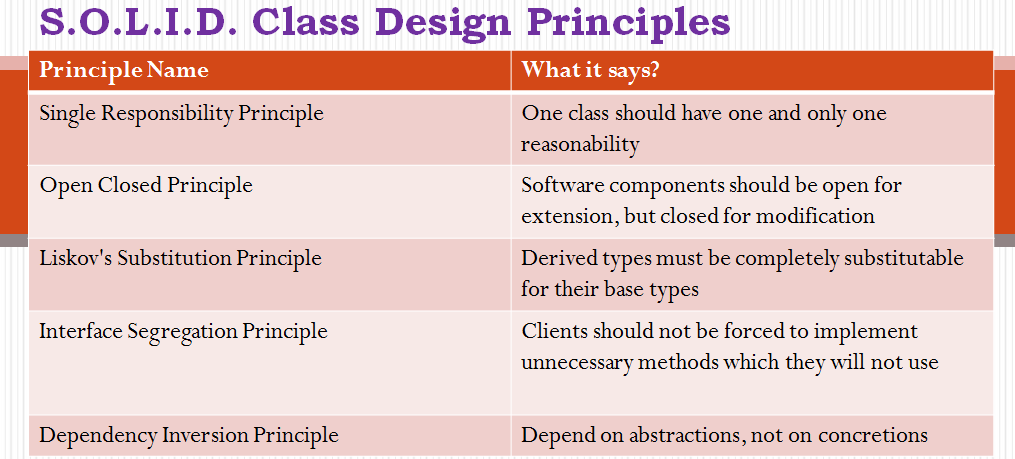 S.O.L.I.D. Class Design Principles
Principle Name
What it says?
Single Responsibility Principle
One class should have one and only one
reasonability
Open Closed Principle
Software components should be open for
extension, but closed for modification
Liskov's Substitution Principle
Derived types must be completely substitutable
for their base types
Interface Segregation Principle
Clients should not be forced to implement
unnecessary methods which they will not use
Dependency Inversion Principle
Depend on abstractions, not on concretions